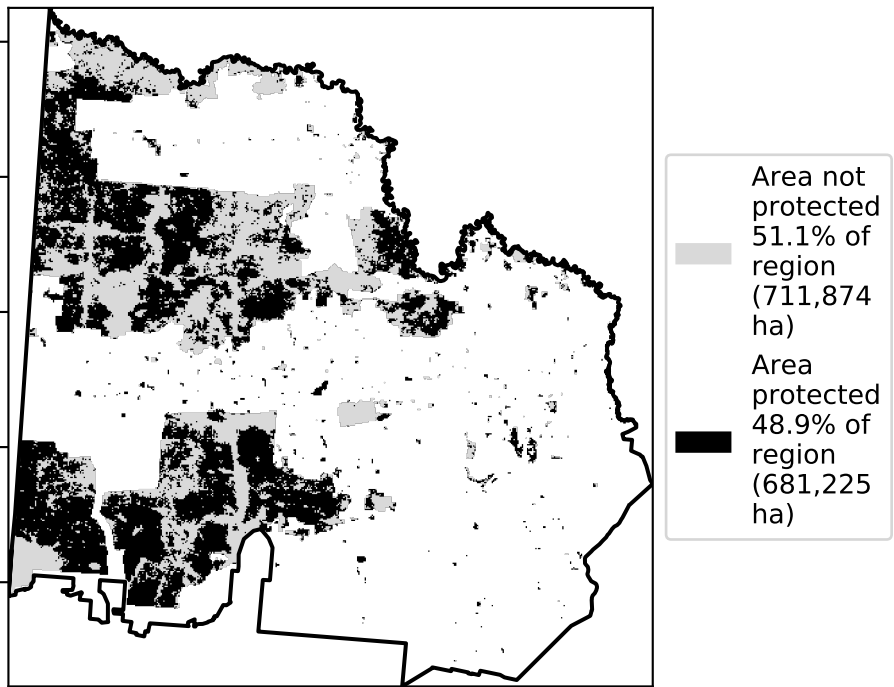 Area not
protected
51.1% of
region
(711,874
ha)
Area
protected
48.9% of
region
(681,225
ha)